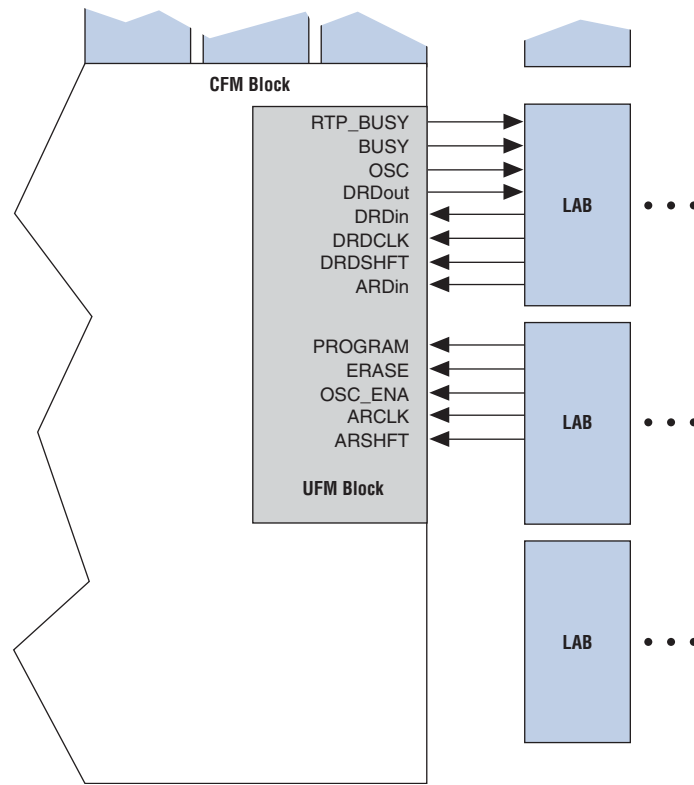 CFM Block
RTP_BUSY
BUSY
OSC
DRDout
DRDin
DRDCLK
DRDSHFT
ARDin
LAB
PROGRAM
ERASE
OSC_ENA
ARCLK
ARSHFT
LAB
UFM Block
LAB